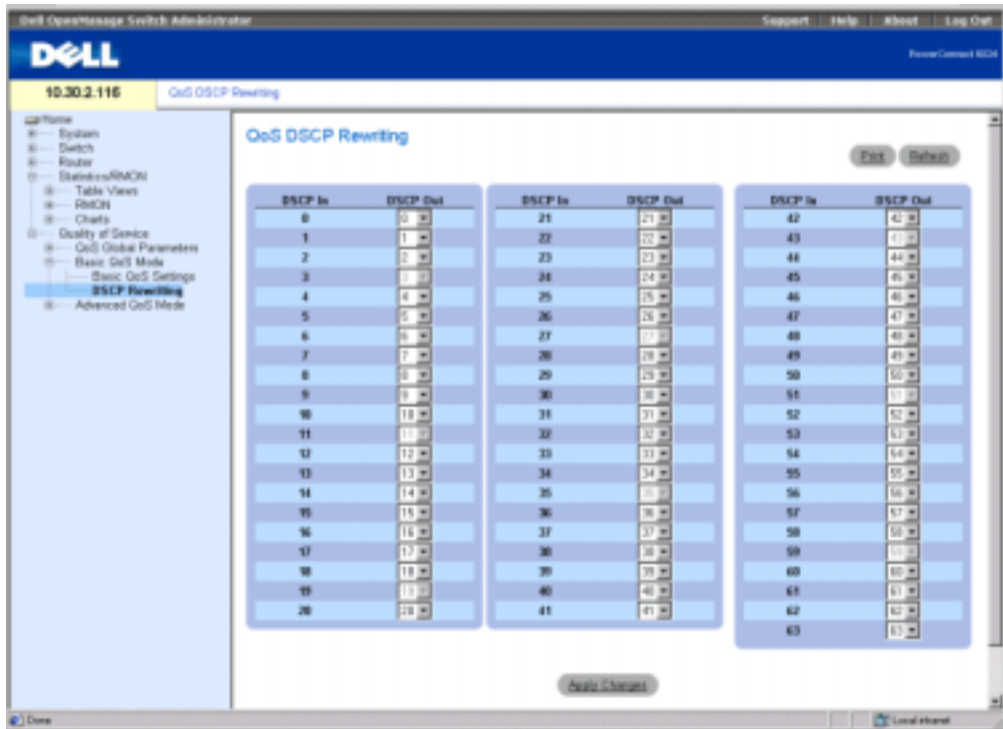 Dell OpenManage Switch Administrator Support Help About Log Out
DELL
PowerConnect 6024
10.30.2.116 QoS DSCP Rewriting
Home
System
Switch
Router
Statistics/RMON
Table Views
RMON
Charts
Quality of Service
QoS Global Parameters
Basic QoS Mode
Basic QoS Settings
DSCP Rewriting
Advanced QoS Mode
QoS DSCP Rewriting
Print Refresh
DSCP In DSCP Out DSCP In DSCP Out DSCP In DSCP Out
0 0 21 21 42 42
1 1 22 22 43 43
2 2 23 23 44 44
3 3 24 24 45 45
4 4 25 25 46 46
5 5 26 26 47 47
6 6 27 27 48 48
7 7 28 28 49 49
8 8 29 29 50 50
9 9 30 30 51 51
10 10 31 31 52 52
11 11 32 32 53 53
12 12 33 33 54 54
13 13 34 34 55 55
14 14 35 35 56 56
15 15 36 36 57 57
16 16 37 37 58 58
17 17 38 38 59 59
18 18 39 39 60 60
19 19 40 40 61 61
20 20 41 41 62 62
63 63
Apply Changes
Done Local intranet